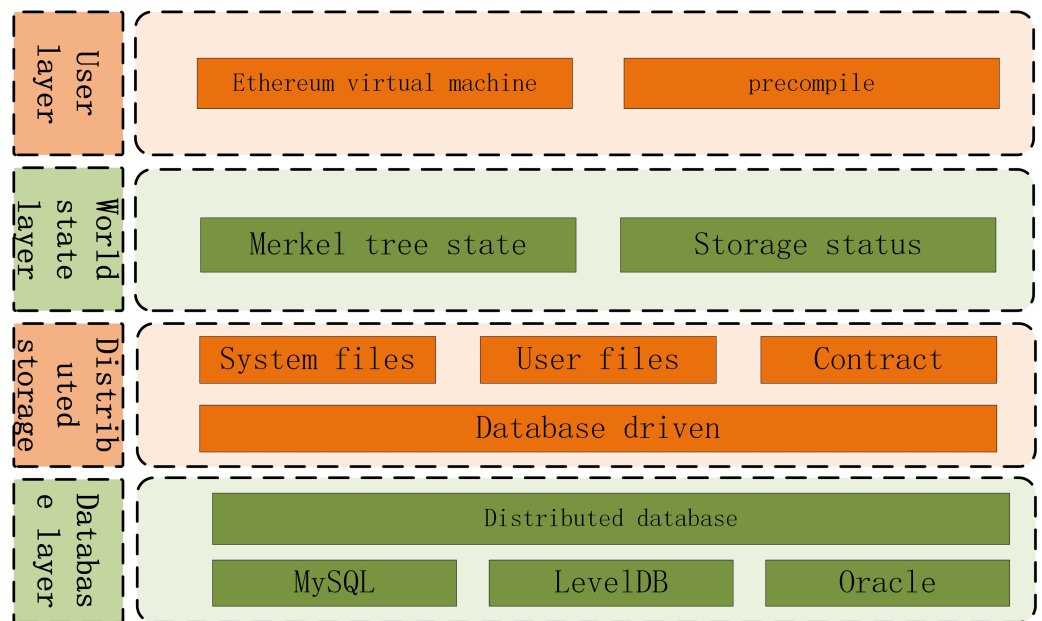 User
layer
Ethereum virtual machine
precompile
World
state
layer
Merkel tree state
Storage status
Distrib
uted
storage
System files
User files
Contract
Database driven
Databas
e layer
Distributed database
MySQL
LevelDB
Oracle